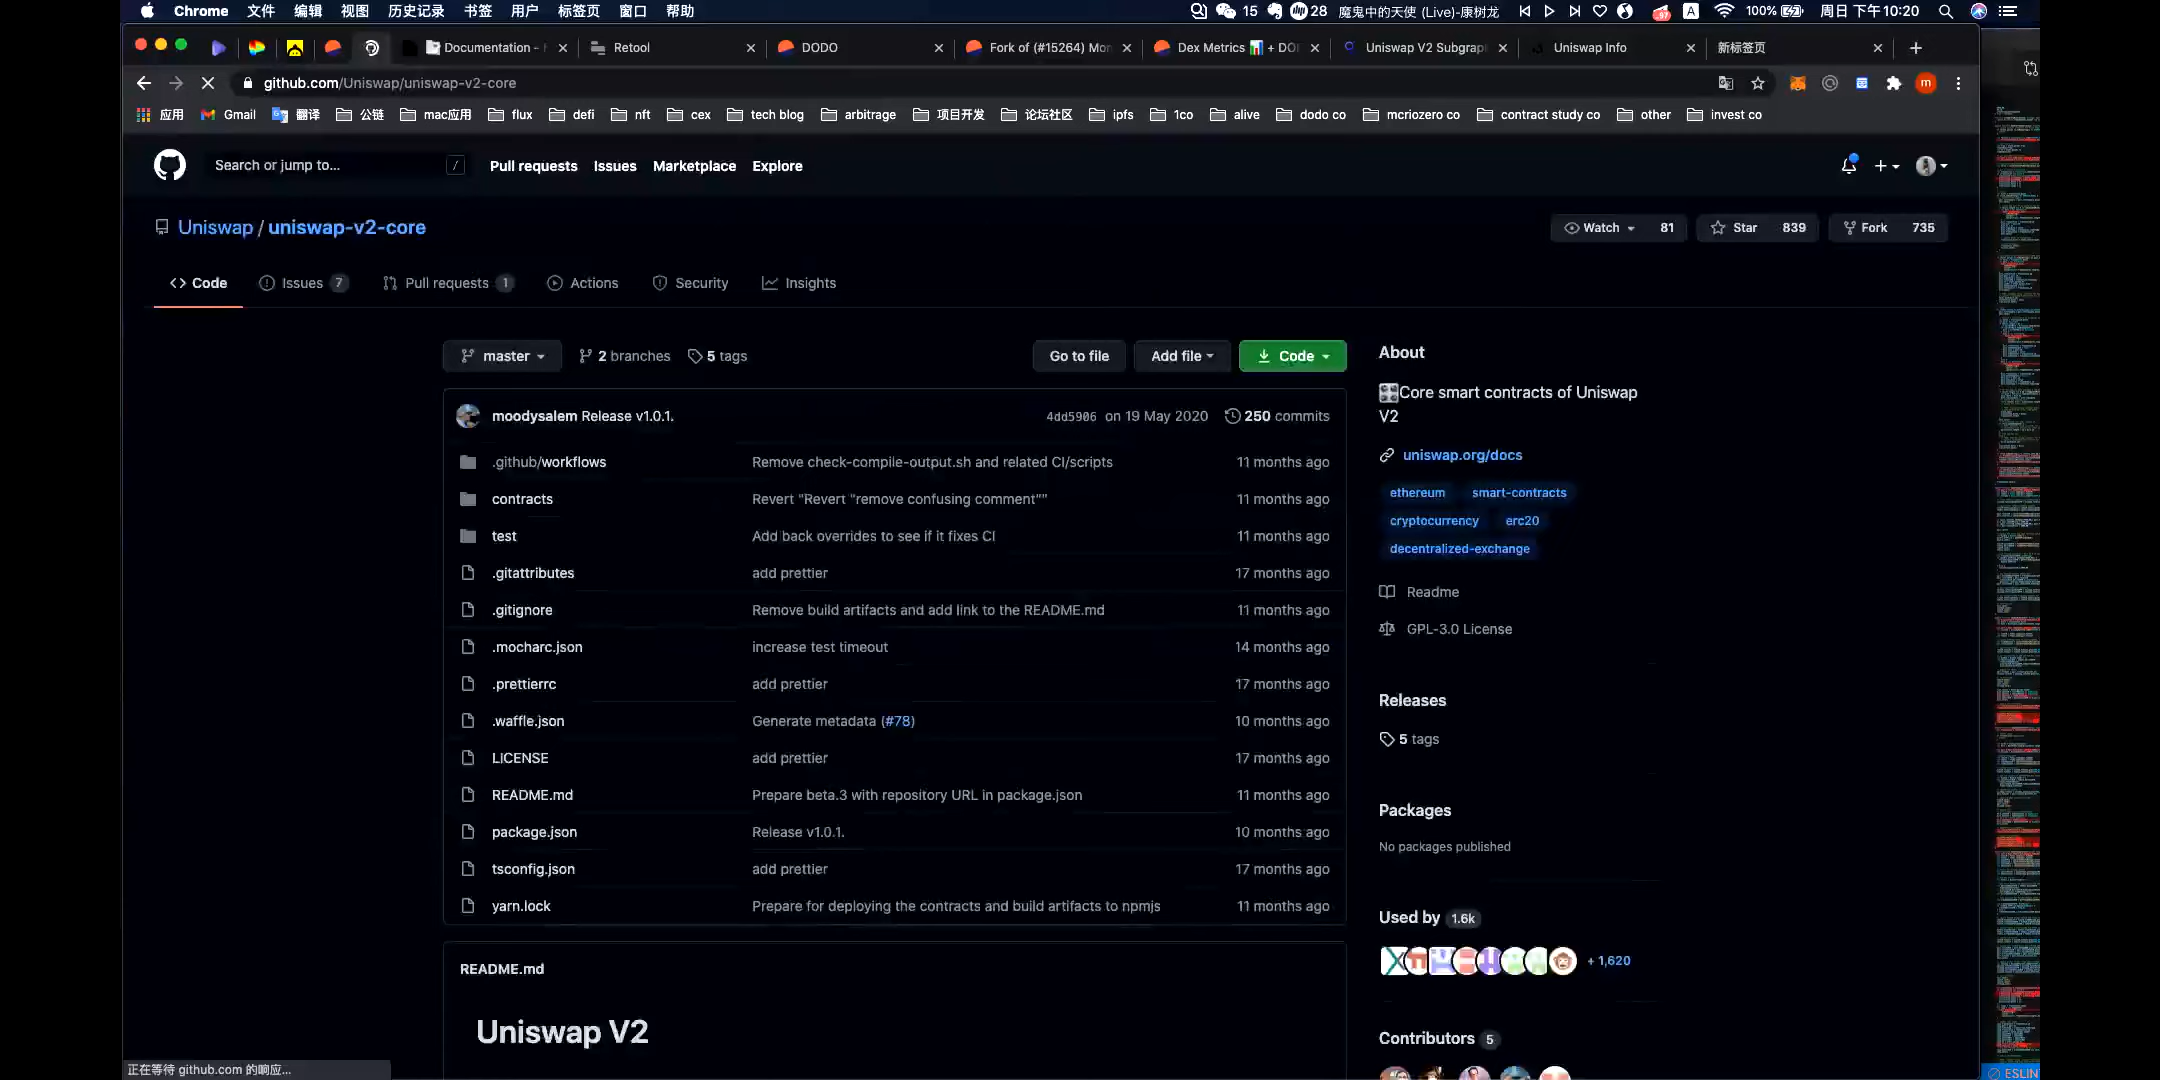 Chrome 文件 编辑 视图 历史记录 书签 用户 标签页 窗口 帮助 15 28 魔鬼中的天使 (Live)-康树龙 A 100% 周日 下午10:20
Documentation - Retool DODO Fork of (#15264) Mon Dex Metrics 📊 + DO Uniswap V2 Subgra Uniswap Info 新标签页
github.com/Uniswap/uniswap-v2-core m
应用 Gmail 翻译 公链 mac应用 flux defi nft cex tech blog arbitrage 项目开发 论坛社区 ipfs 1co alive dodo co mcriozero co contract study co other invest co
Search or jump to... / Pull requests Issues Marketplace Explore
Uniswap / uniswap-v2-core Watch 81 Star 839 Fork 735
Code Issues 7 Pull requests 1 Actions Security Insights
master 2 branches 5 tags Go to file Add file Code
moodysalem Release v1.0.1. 4dd5906 on 19 May 2020 250 commits
.github/workflows Remove check-compile-output.sh and related CI/scripts 11 months ago
contracts Revert "Revert "remove confusing comment"" 11 months ago
test Add back overrides to see if it fixes CI 11 months ago
.gitattributes add prettier 17 months ago
.gitignore Remove build artifacts and add link to the README.md 11 months ago
.mocharc.json increase test timeout 14 months ago
.prettierrc add prettier 17 months ago
.waffle.json Generate metadata (#78) 10 months ago
LICENSE add prettier 17 months ago
README.md Prepare beta.3 with repository URL in package.json 11 months ago
package.json Release v1.0.1. 10 months ago
tsconfig.json add prettier 17 months ago
yarn.lock Prepare for deploying the contracts and build artifacts to npmjs 11 months ago
README.md
Uniswap V2
About
🎛Core smart contracts of Uniswap
V2
uniswap.org/docs
ethereum smart-contracts
cryptocurrency erc20
decentralized-exchange
Readme
GPL-3.0 License
Releases
5 tags
Packages
No packages published
Used by 1.6k
+ 1,620
Contributors 5
正在等待 github.com 的响应...
ESLIN